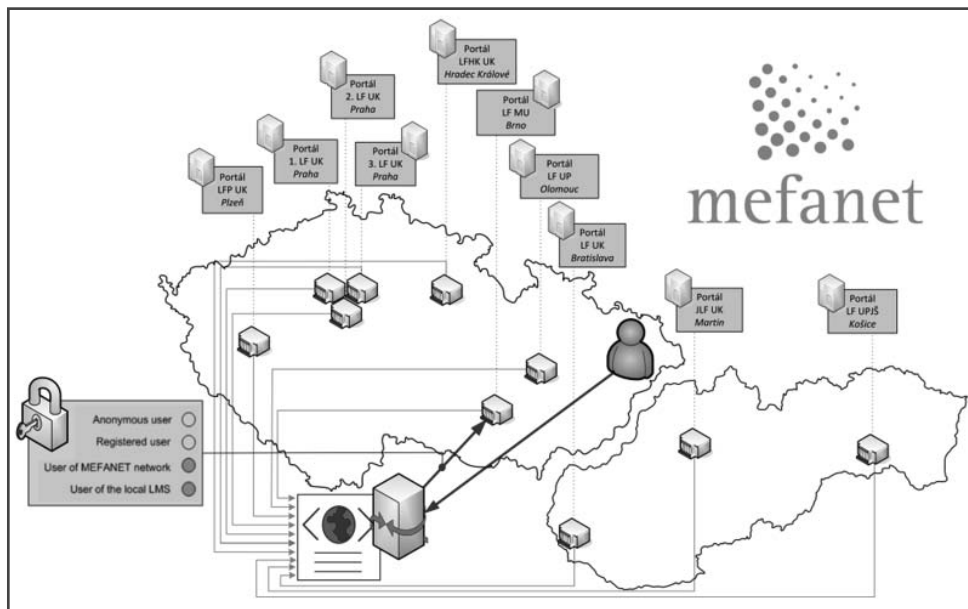 Portál
LFHK UK
Hradec Králové
Portál
2. LF UK
Praha
Portál
LF MU
Brno
Portál
1. LF UK
Praha
Portál
3. LF UK
Praha
Portál
LF UP
Olomouc
Portál
LFP UK
Plzeň
mefanet
Portál
LF UK
Bratislava
Portál
JLF UK
Martin
Portál
LF UPJŠ
Košice
Anonymous user
Registered user
User of MEFANET network
User of the local LMS